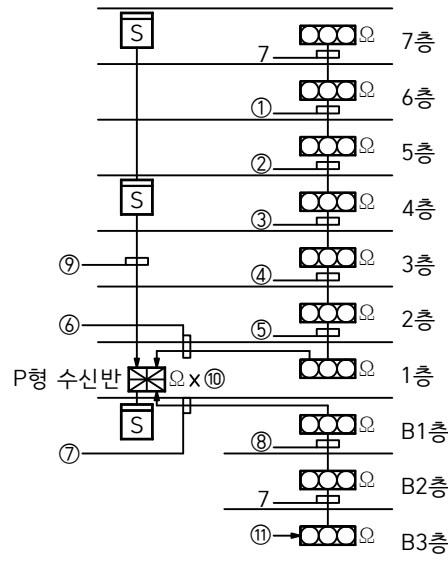 S
Ω 7층
7
Ω 6층
①
Ω 5층
②
S
Ω 4층
③
⑨
Ω 3층
④
⑥
Ω 2층
⑤
P형 수신반 Ω x ⑩
Ω 1층
S
Ω B1층
⑦
⑧
Ω B2층
7
⑪
Ω B3층